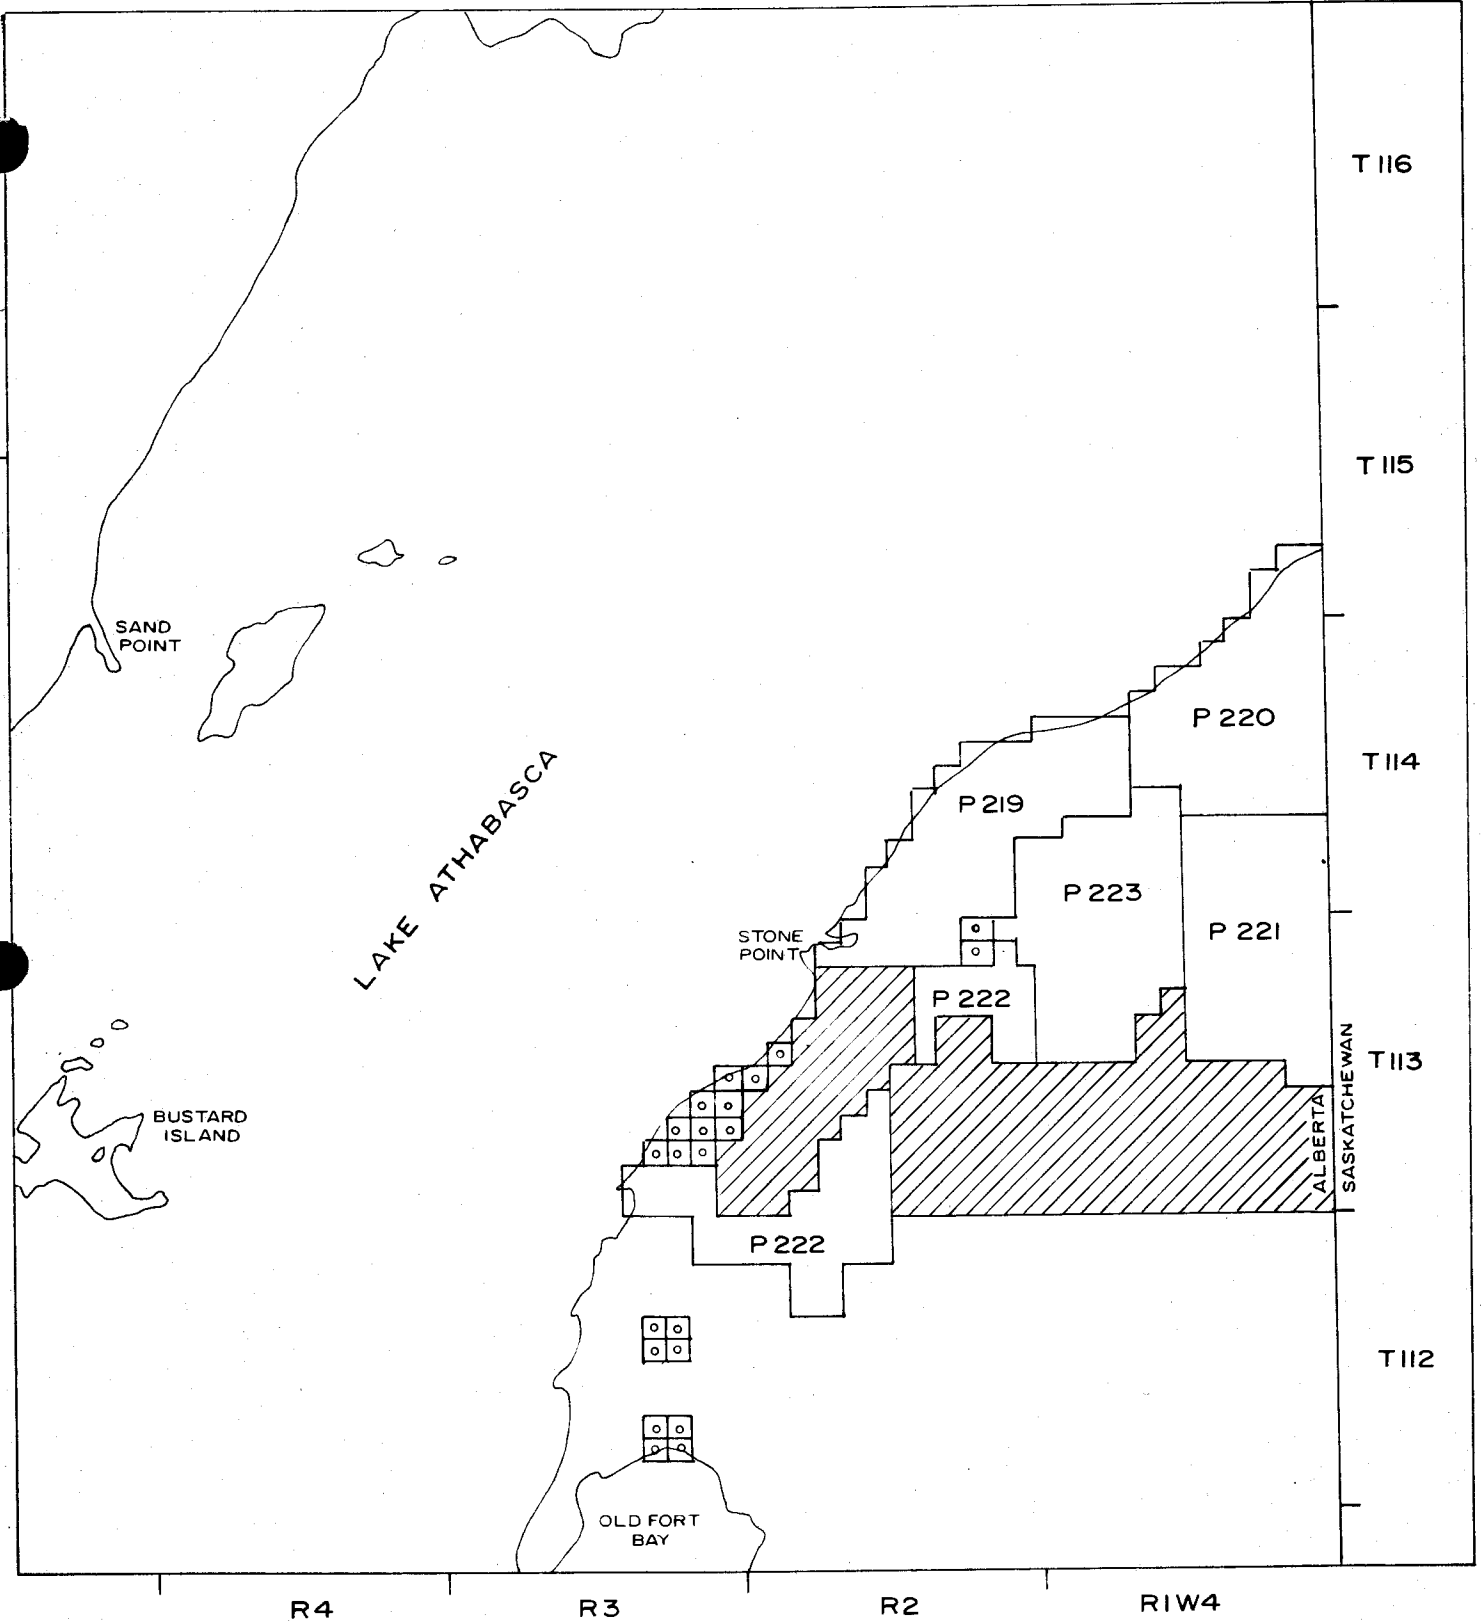 T 116
T 115
SAND
POINT
P 220
T 114
LAKE ATHABASCA
P 219
P 223
STONE
POINT
P 221
P 222
T 113
BUSTARD
ISLAND
ALBERTA
SASKATCHEWAN
P 222
T 112
OLD FORT
BAY
R4
R3
R2
R1W4